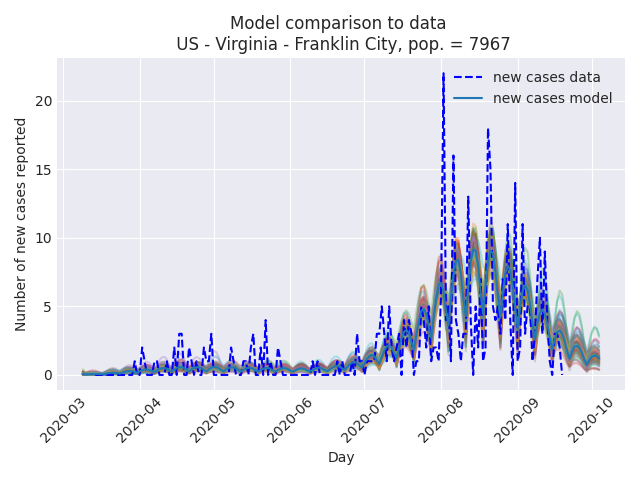 Model comparison to data
US - Virginia - Franklin City, pop. = 7967
new cases data
new cases model
Number of new cases reported
20
15
10
5
0
2020-03
2020-04
2020-05
2020-06
2020-07
2020-08
2020-09
2020-10
Day